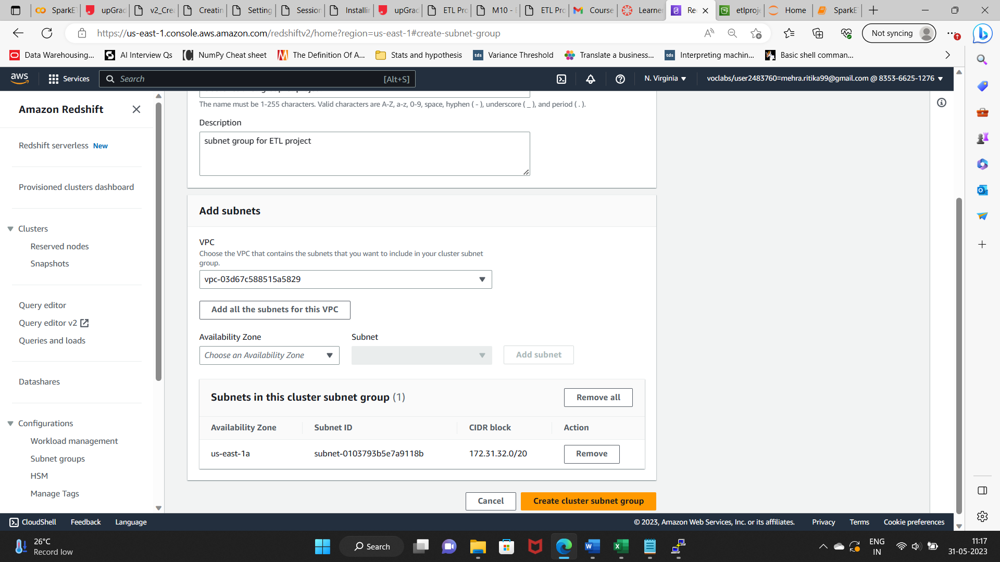 SparkE
upGrad
v2_Crea
Creatin
Setting
Session
Installin
upGrad
ETL Pro
M10 -
ETL Pro
Course
Learner
Re
etlproje
Home
SparkE
https://us-east-1.console.aws.amazon.com/redshiftv2/home?region=us-east-1#create-subnet-group
Not syncing
Data Warehousing...
AI Interview Qs
NumPy Cheat sheet
The Definition Of A...
Stats and hypothesis
tds
Variance Threshold
Translate a business...
tds
Interpreting machin...
Basic shell comman...
aws
Services
Search
[Alt+S]
N. Virginia
voclabs/user2483760=mehra.ritika99@gmail.com @ 8353-6625-1276
Amazon Redshift
Redshift serverless New
Provisioned clusters dashboard
Clusters
Reserved nodes
Snapshots
Query editor
Query editor v2
Queries and loads
Datashares
Configurations
Workload management
Subnet groups
HSM
Manage Tags
The name must be 1-255 characters. Valid characters are A-Z, a-z, 0-9, space, hyphen ( - ), underscore ( _ ), and period ( . ).
Description
subnet group for ETL project
Add subnets
VPC
Choose the VPC that contains the subnets that you want to include in your cluster subnet
group.
vpc-03d67c588515a5829
Add all the subnets for this VPC
Availability Zone
Subnet
Choose an Availability Zone
Add subnet
Subnets in this cluster subnet group (1)
Remove all
Availability Zone
Subnet ID
CIDR block
Action
us-east-1a
subnet-0103793b5e7a9118b
172.31.32.0/20
Remove
Cancel
Create cluster subnet group
CloudShell
Feedback
Language
© 2023, Amazon Web Services, Inc. or its affiliates.
Privacy
Terms
Cookie preferences
26°C
Record low
Search
ENG
IN
11:17
31-05-2023